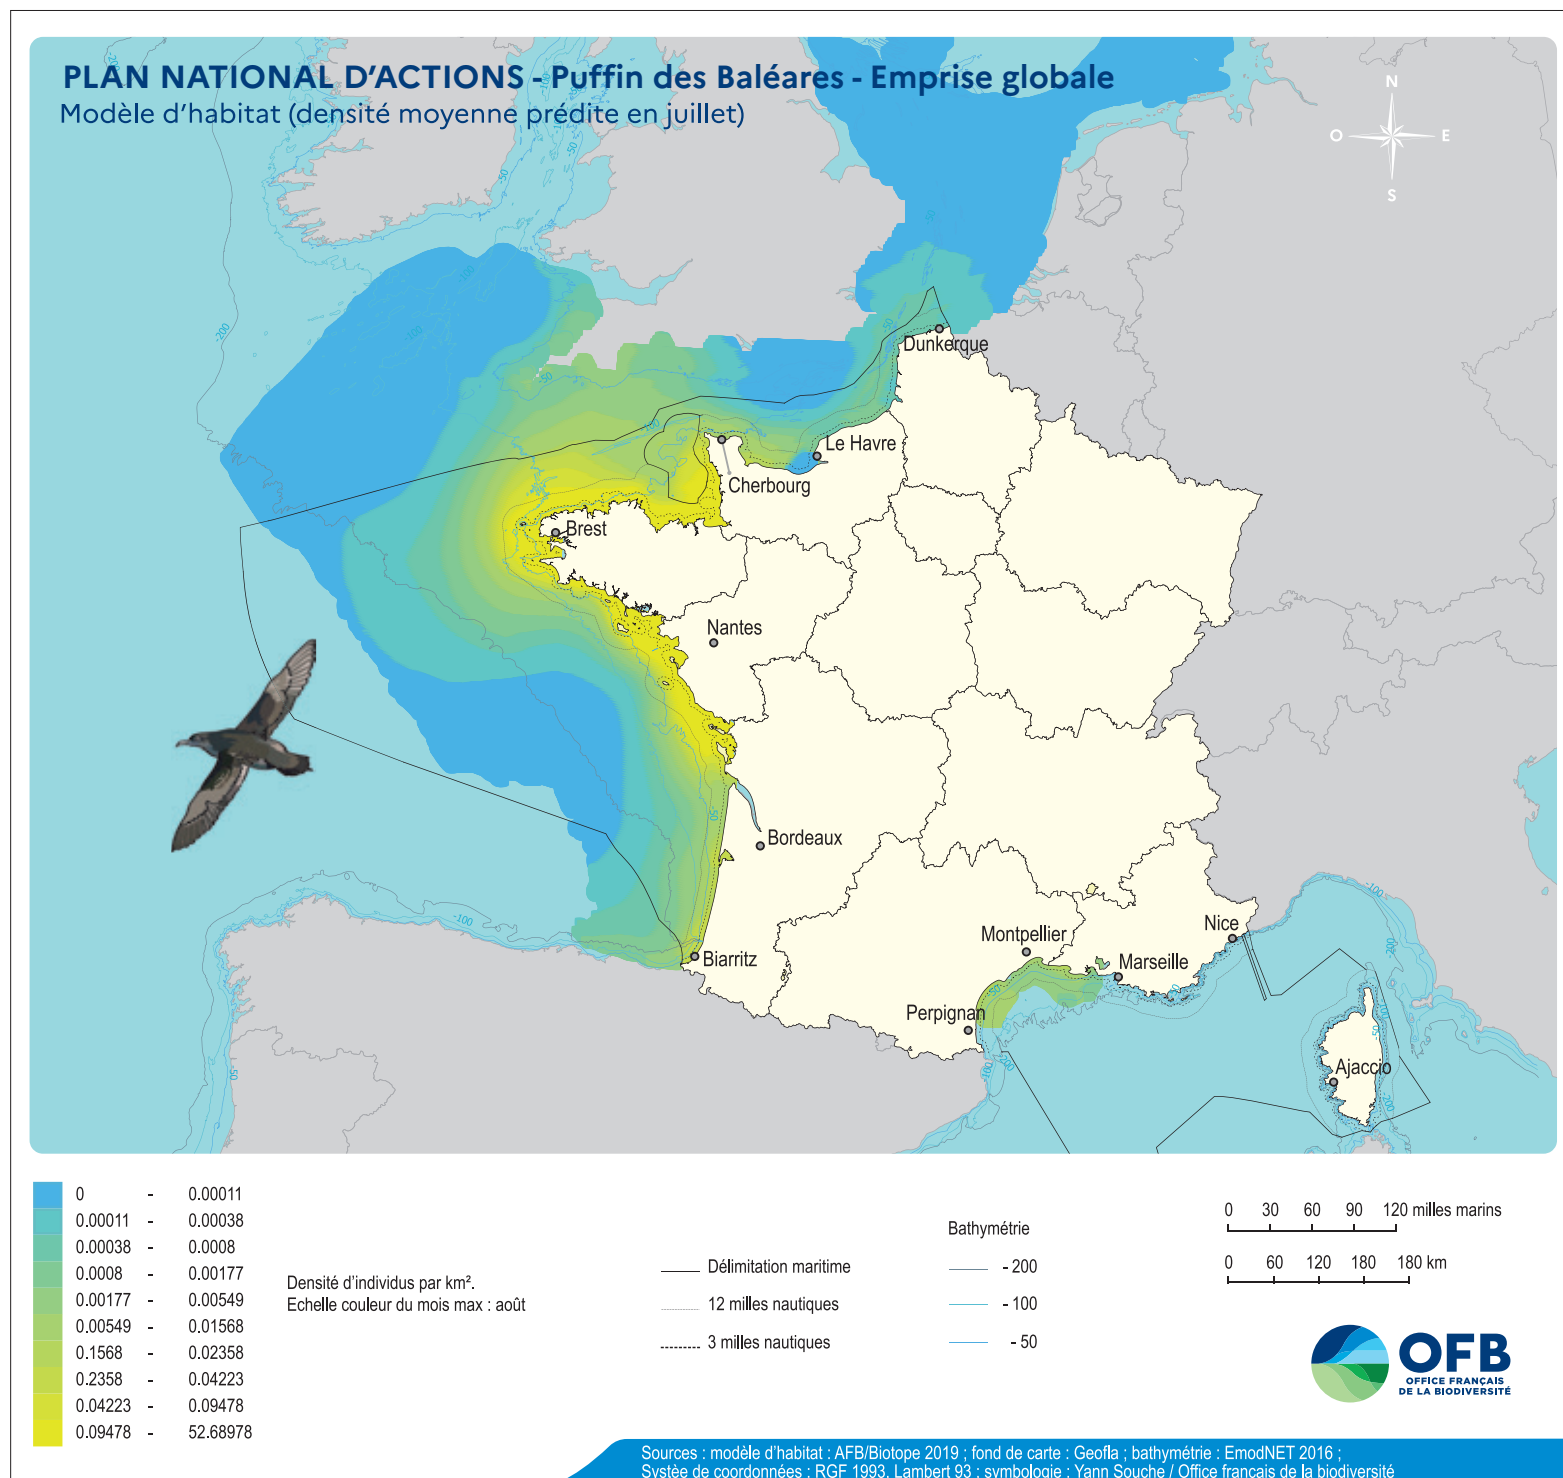 PLAN NATIONAL D'ACTIONS - Puffin des Baléares - Emprise globale
Modèle d'habitat (densité moyenne prédite en juillet)
N
O
E
S
Dunkerque
Le Havre
Cherbourg
Brest
Nantes
Bordeaux
Biarritz
Montpellier
Nice
Marseille
Perpignan
Ajaccio
0 - 0.00011
0.00011 - 0.00038
0.00038 - 0.0008
0.0008 - 0.00177
0.00177 - 0.00549
0.00549 - 0.01568
0.1568 - 0.02358
0.2358 - 0.04223
0.04223 - 0.09478
0.09478 - 52.68978
Densité d'individus par km².
Echelle couleur du mois max : août
Délimitation maritime
12 milles nautiques
3 milles nautiques
Bathymétrie
- 200
- 100
- 50
0 30 60 90 120 milles marins
0 60 120 180 180 km
OFB
OFFICE FRANÇAIS
DE LA BIODIVERSITÉ
Sources : modèle d'habitat : AFB/Biotope 2019 ; fond de carte : Geofla ; bathymétrie : EmodNET 2016 ;
Systèe de coordonnées : RGF 1993, Lambert 93 ; symbologie : Yann Souche / Office français de la biodiversité